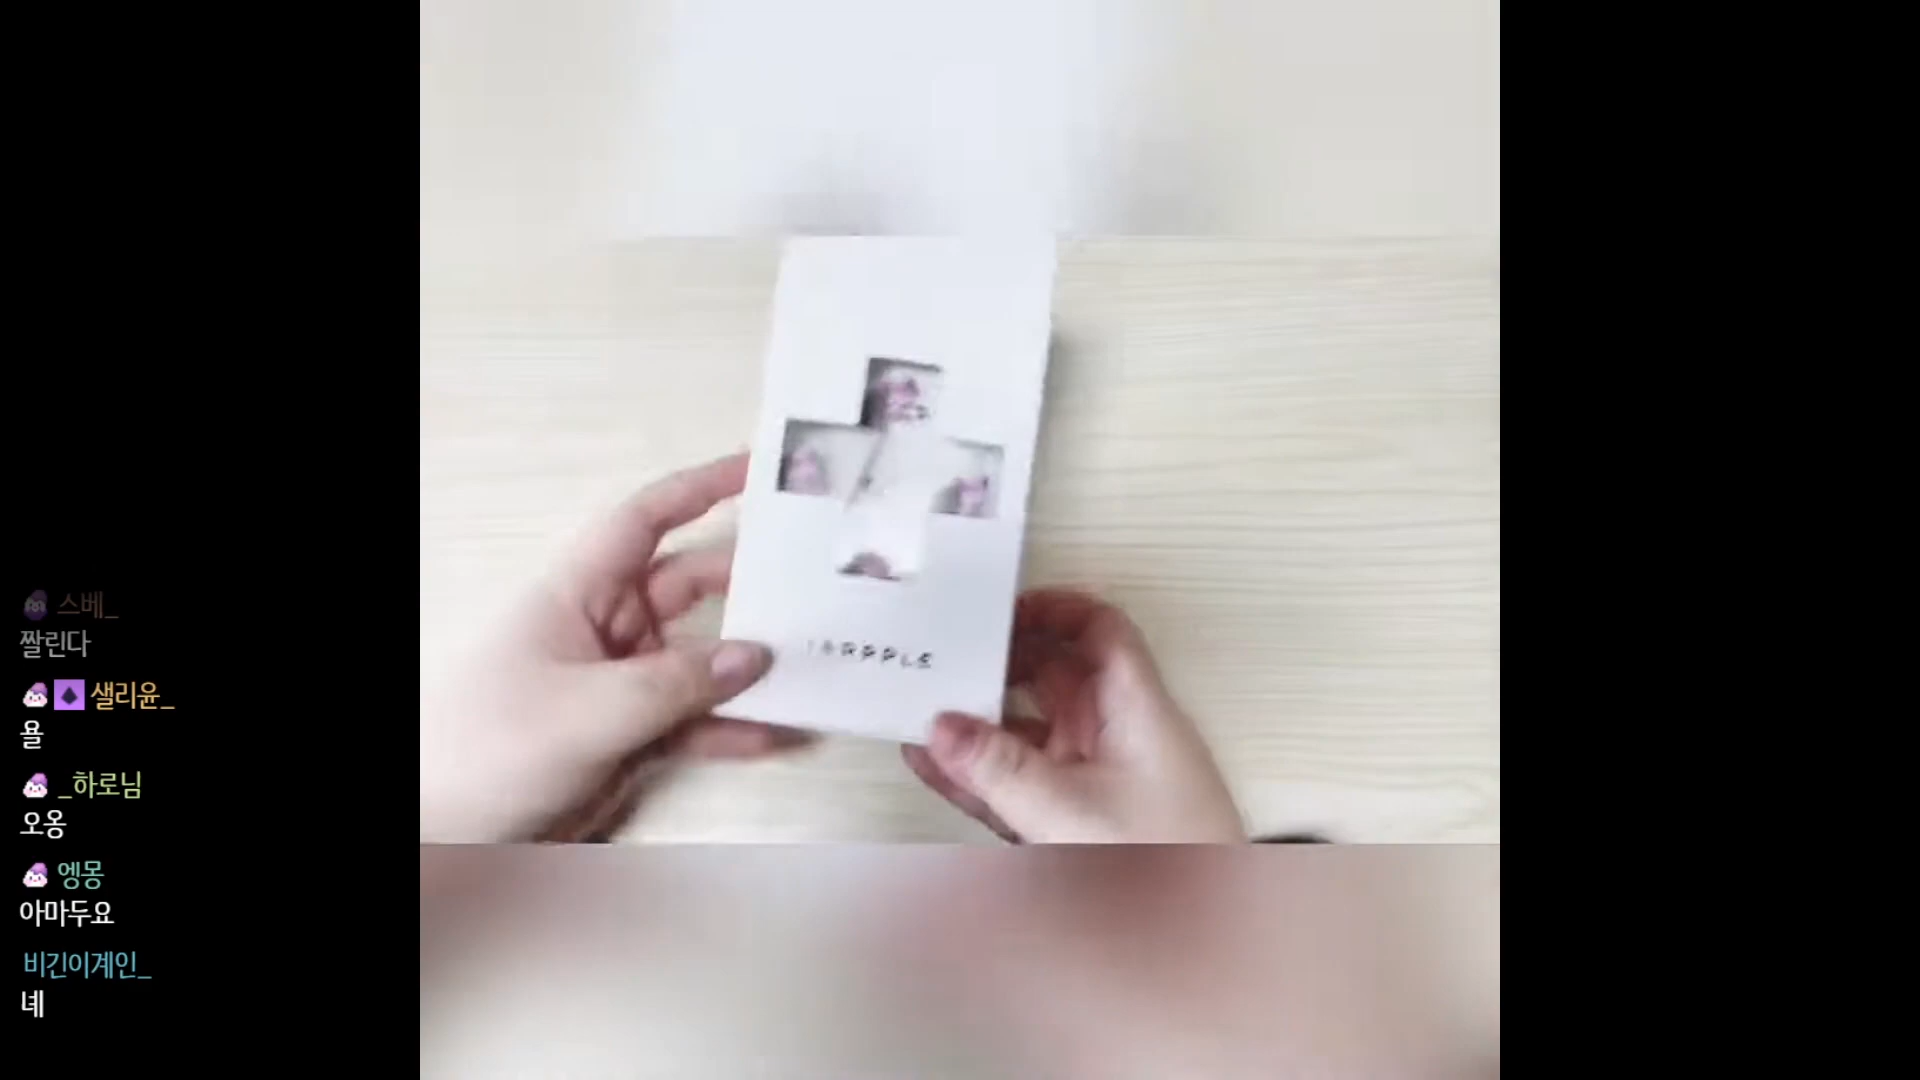 스베_
짤린다
샐리윤_
욜
_하로님
오옹
엥몽
아마두요
비긴이계인_
녜